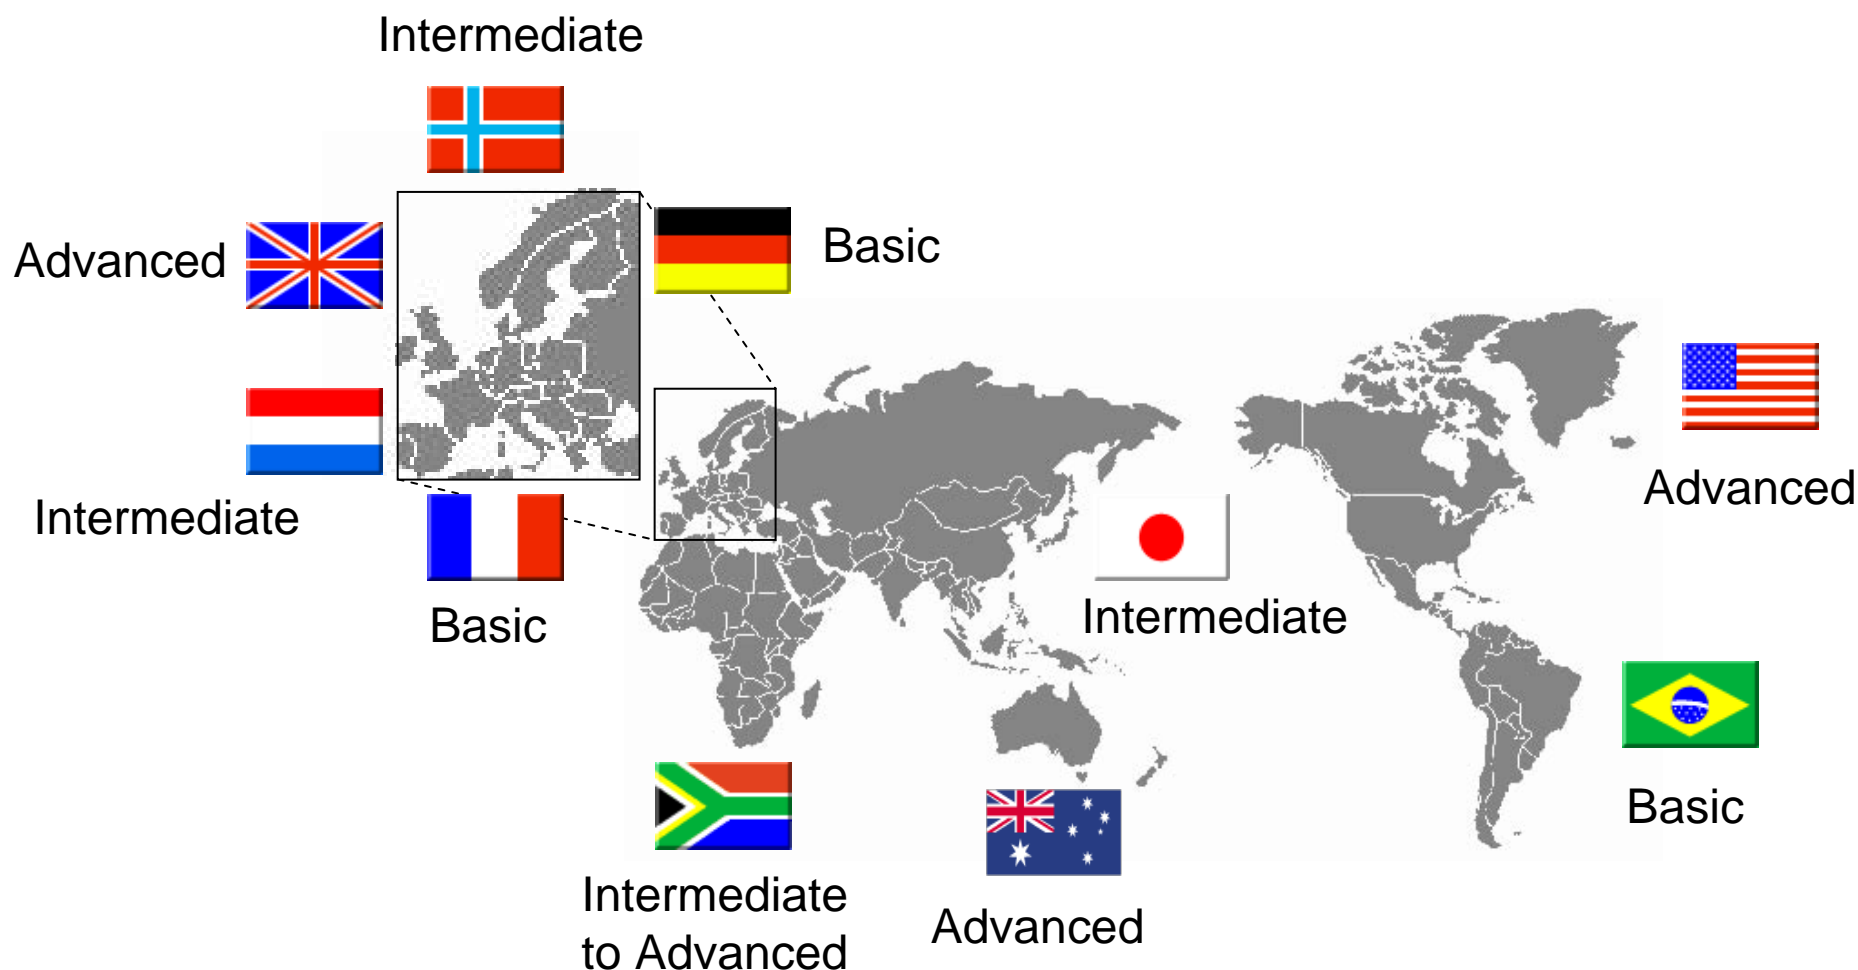 Intermediate
Advanced
Basic
Intermediate
Basic
Advanced
Intermediate
Basic
Intermediate
to Advanced
Advanced